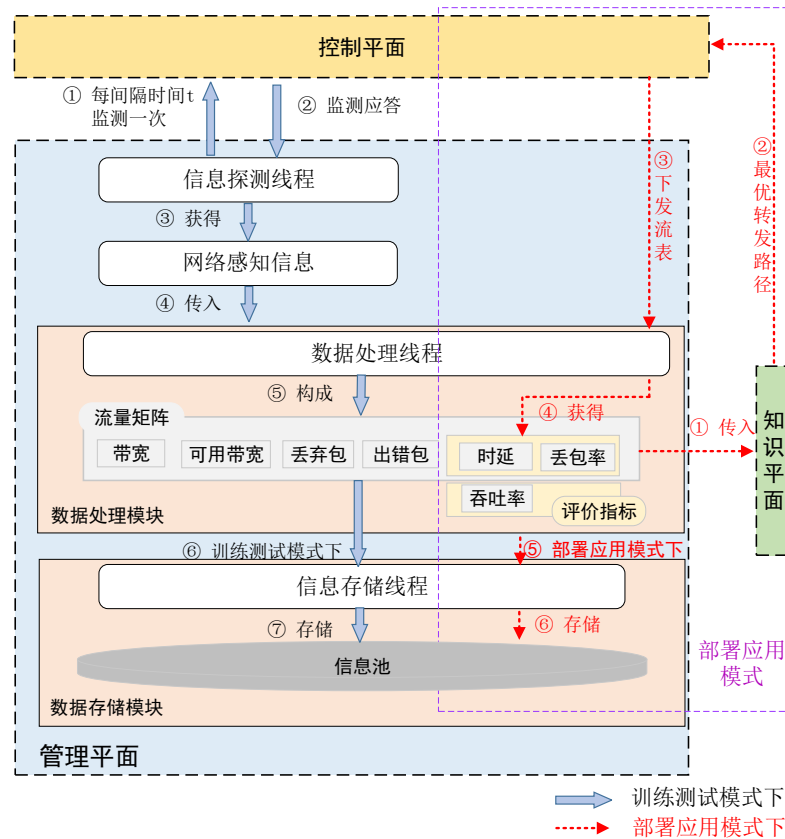 控制平面
① 每间隔时间t
监测一次
② 监测应答
信息探测线程
③ 获得
网络感知信息
④ 传入
③下发流表
②最优转发路径
数据处理线程
⑤ 构成
④ 获得
流量矩阵
带宽
可用带宽
丢弃包
出错包
时延
丢包率
① 传入
知识平面
吞吐率
评价指标
数据处理模块
⑥ 训练测试模式下
⑤ 部署应用模式下
信息存储线程
⑦ 存储
⑥ 存储
信息池
部署应用
模式
数据存储模块
管理平面
训练测试模式下
部署应用模式下